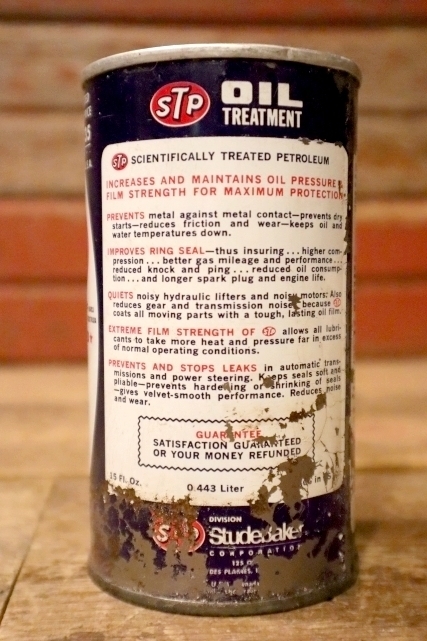 STP OIL
TREATMENT
STP SCIENTIFICALLY TREATED PETROLEUM
INCREASES AND MAINTAINS OIL PRESSURE
FILM STRENGTH FOR MAXIMUM PROTECTION
PREVENTS metal against metal contact—prevents dry
starts—reduces friction and wear—keeps oil and
water temperatures down.
IMPROVES RING SEAL—thus insuring...higher com-
pression...better gas mileage and performance...
reduced knock and ping...reduced oil consump-
tion...and longer spark plug and engine life.
QUIETS noisy hydraulic lifters and noisy motors: Also
reduces gear and transmission noise because STP
coats all moving parts with a tough, lasting oil film.
EXTREME FILM STRENGTH OF STP allows all lubri-
cants to take more heat and pressure far in excess
of normal operating conditions.
PREVENTS AND STOPS LEAKS in automatic trans-
missions and power steering. Keeps seals soft and
pliable—prevents hardening or shrinking of seals
—gives velvet-smooth performance. Reduces noise
and wear.
GUARANTEE
SATISFACTION GUARANTEED
OR YOUR MONEY REFUNDED
15 Fl. Oz. 0.443 Liter
STP DIVISION
Studebaker
CORPORATION
125
DES PLAINES,